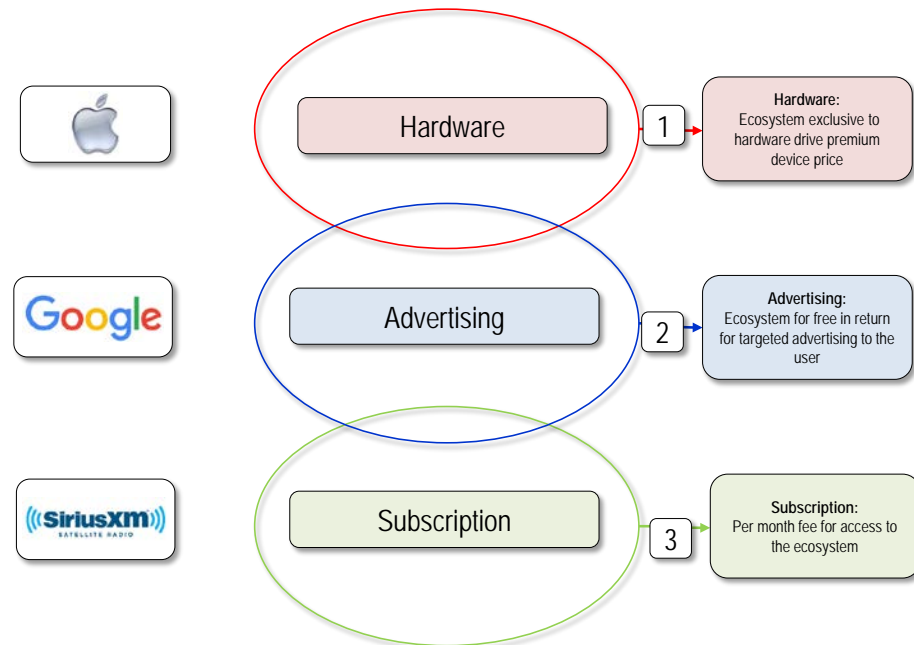 Hardware
1
Hardware:
Ecosystem exclusive to
hardware drive premium
device price
Google
Advertising
2
Advertising:
Ecosystem for free in return
for targeted advertising to the
user
((SiriusXM))
SATELLITE RADIO
Subscription
3
Subscription:
Per month fee for access to
the ecosystem